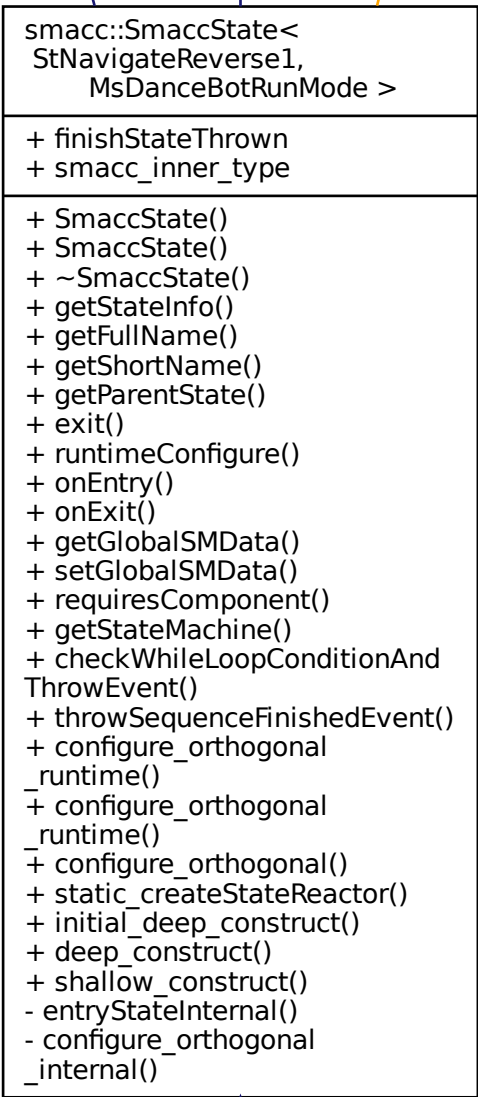 smacc::SmaccState<
StNavigateReverse1,
MsDanceBotRunMode >
+ finishStateThrown
+ smacc_inner_type
+ SmaccState()
+ SmaccState()
+ ~SmaccState()
+ getStateInfo()
+ getFullName()
+ getShortName()
+ getParentState()
+ exit()
+ runtimeConfigure()
+ onEntry()
+ onExit()
+ getGlobalSMData()
+ setGlobalSMData()
+ requiresComponent()
+ getStateMachine()
+ checkWhileLoopConditionAnd
ThrowEvent()
+ throwSequenceFinishedEvent()
+ configure_orthogonal
_runtime()
+ configure_orthogonal
_runtime()
+ configure_orthogonal()
+ static_createStateReactor()
+ initial_deep_construct()
+ deep_construct()
+ shallow_construct()
- entryStateInternal()
- configure_orthogonal
_internal()